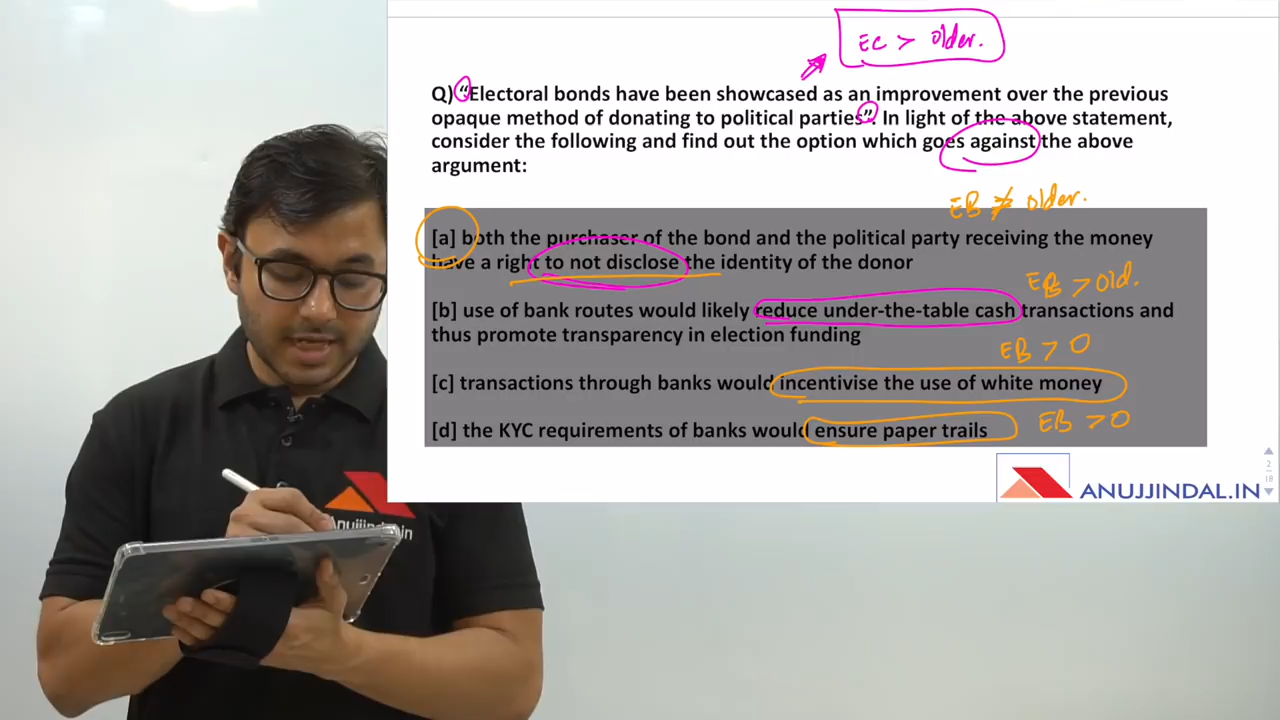 EC > older.
Q) "Electoral bonds have been showcased as an improvement over the previous
opaque method of donating to political parties". In light of the above statement,
consider the following and find out the option which goes against the above
argument:
EB ≯ older.
[a] both the purchaser of the bond and the political party receiving the money
have a right to not disclose the identity of the donor
EB > old.
[b] use of bank routes would likely reduce under-the-table cash transactions and
thus promote transparency in election funding
EB > O
[c] transactions through banks would incentivise the use of white money
[d] the KYC requirements of banks would ensure paper trails
EB > O
2
18
ANUJJINDAL.IN
Anujjindal.in